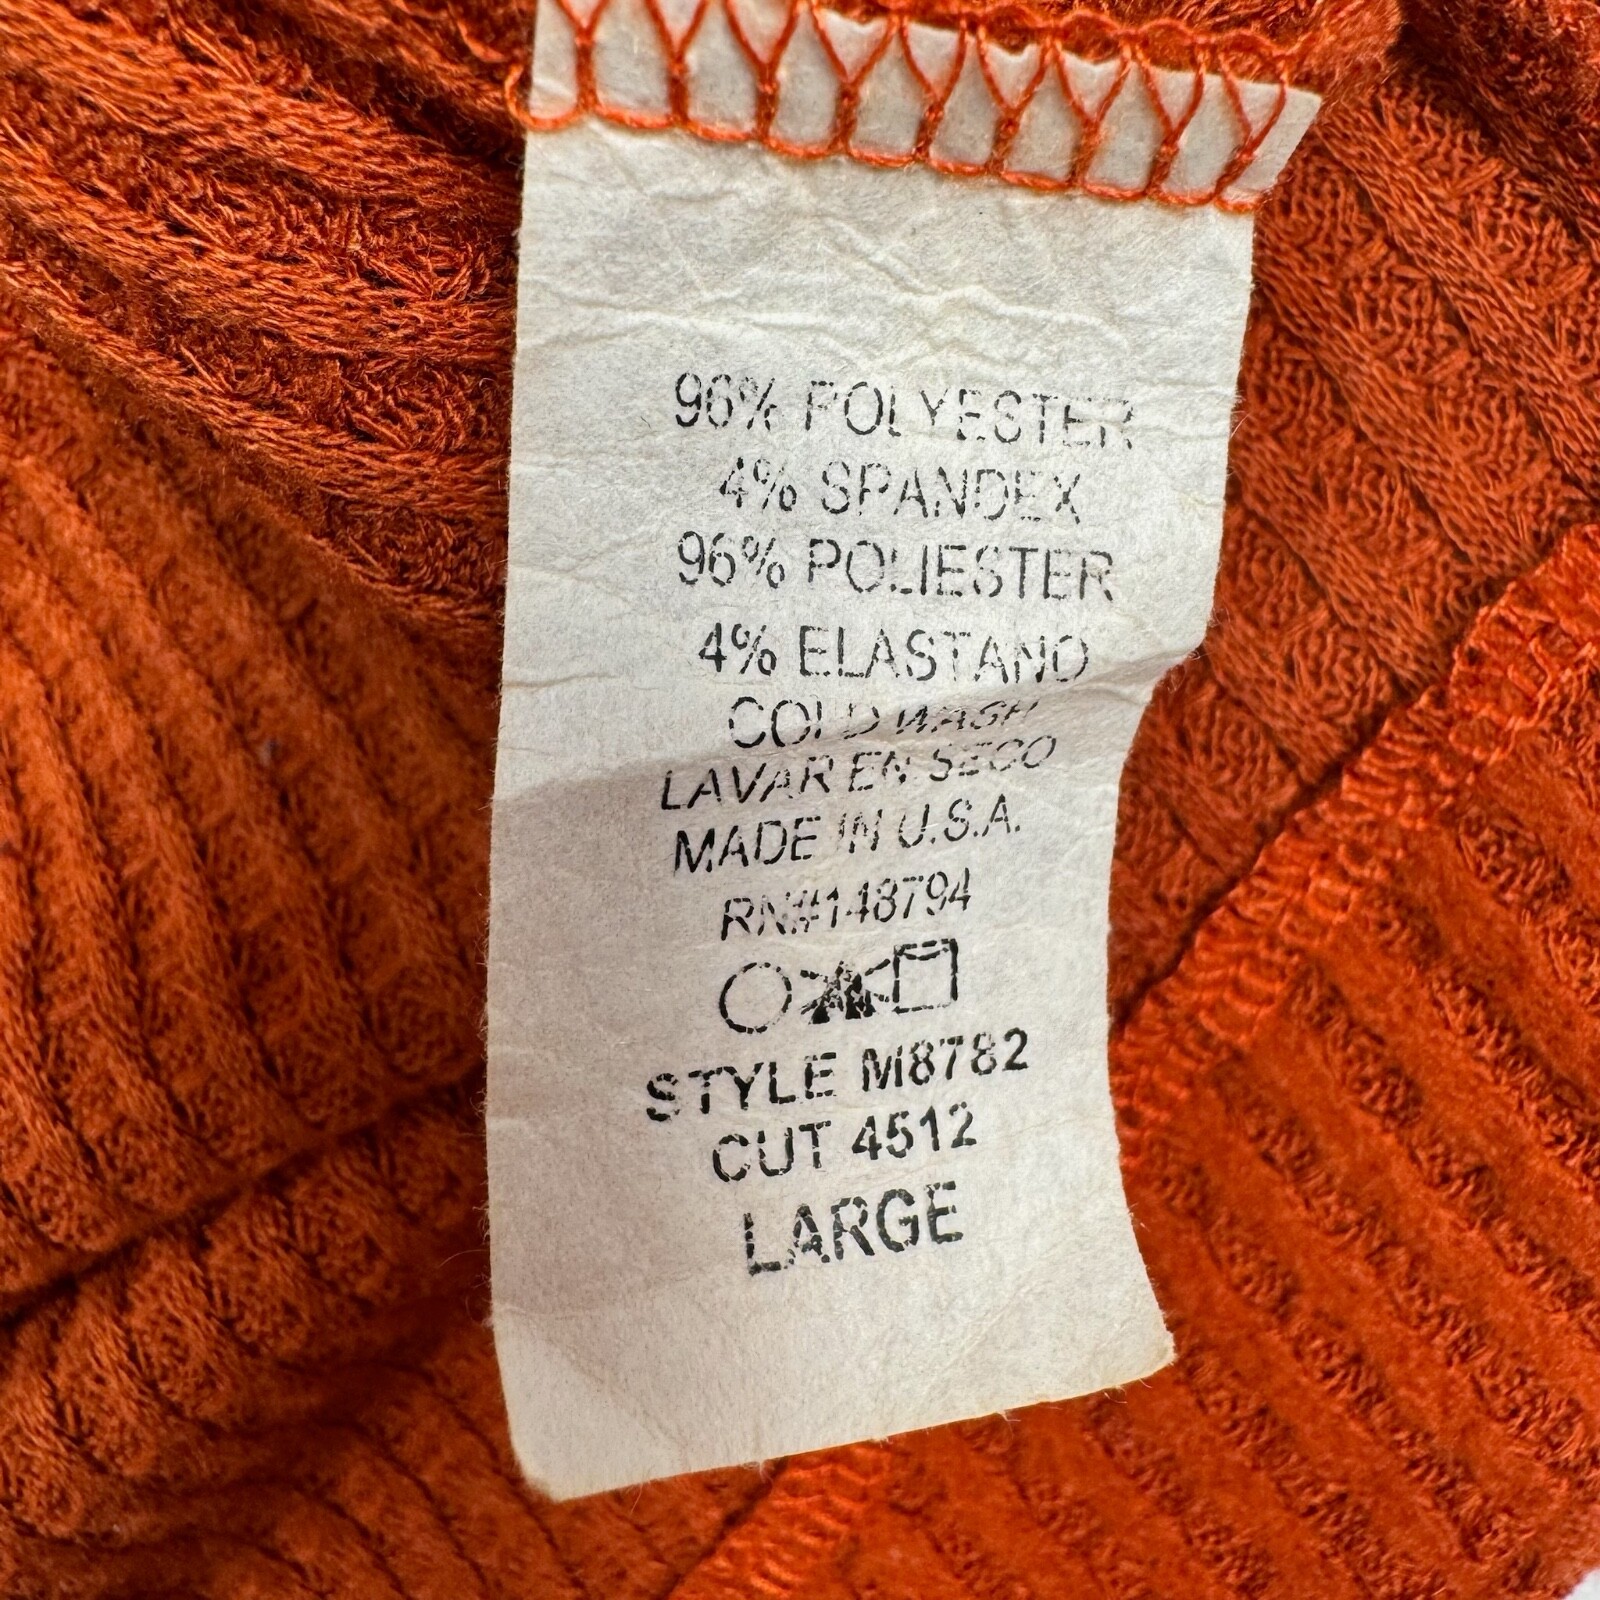 96% POLYESTER
4% SPANDEX
96% POLIESTER
4% ELASTANO
COLD WASH
LAVAR EN SECO
MADE IN U.S.A.
RN#148794
STYLE M8782
CUT 4512
LARGE